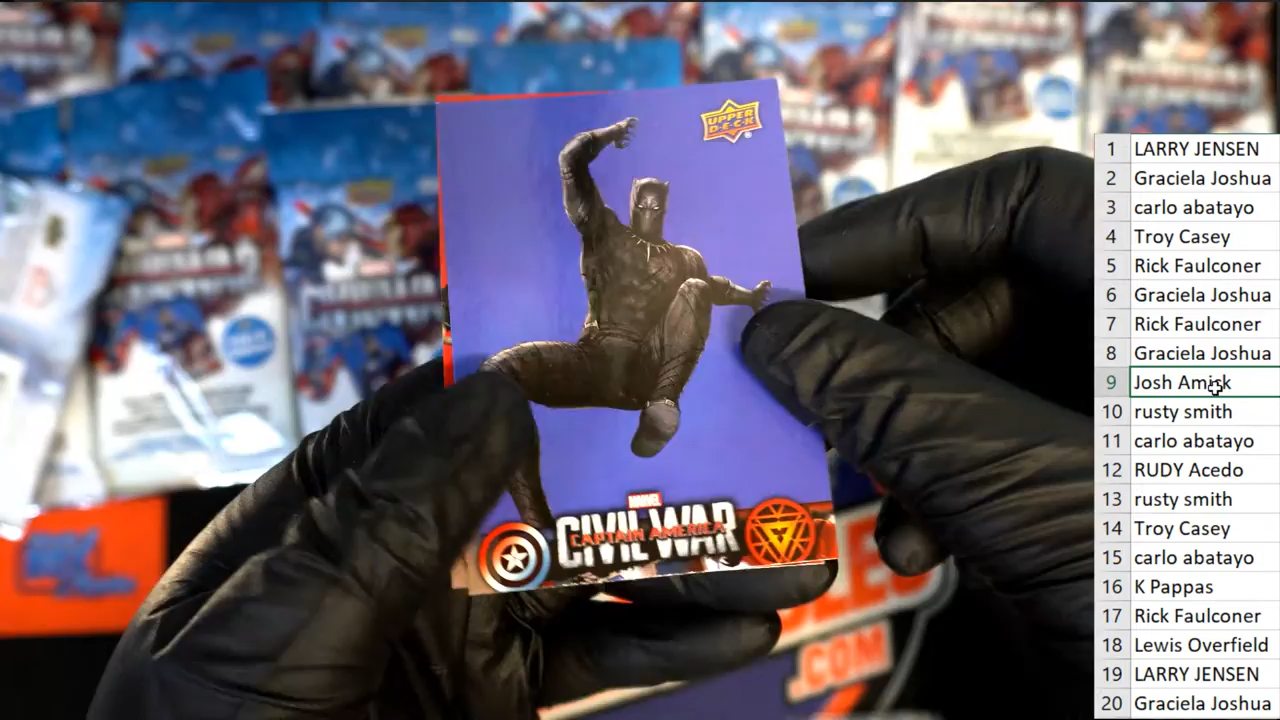 UPPER
DECK
MARVEL
CIVIL WAR
CAPTAIN AMERICA
.COM
1 LARRY JENSEN
2 Graciela Joshua
3 carlo abatayo
4 Troy Casey
5 Rick Faulconer
6 Graciela Joshua
7 Rick Faulconer
8 Graciela Joshua
9 Josh Amick
10 rusty smith
11 carlo abatayo
12 RUDY Acedo
13 rusty smith
14 Troy Casey
15 carlo abatayo
16 K Pappas
17 Rick Faulconer
18 Lewis Overfield
19 LARRY JENSEN
20 Graciela Joshua